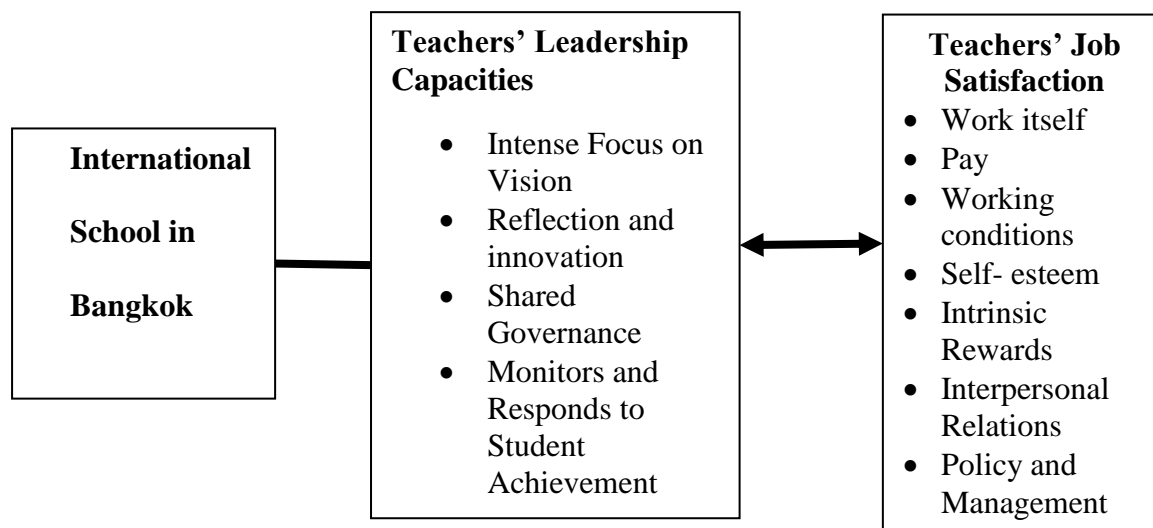 International
School in
Bangkok
Teachers’ Leadership
Capacities
• Intense Focus on
Vision
• Reflection and
innovation
• Shared
Governance
• Monitors and
Responds to
Student
Achievement
Teachers’ Job
Satisfaction
• Work itself
• Pay
• Working
conditions
• Self- esteem
• Intrinsic
Rewards
• Interpersonal
Relations
• Policy and
Management